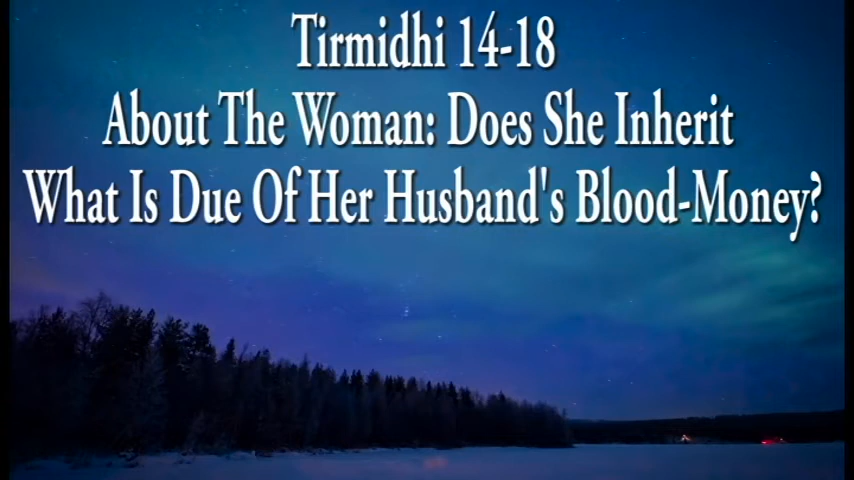 Tirmidhi 14-18
About The Woman: Does She Inherit
What Is Due Of Her Husband's Blood-Money?